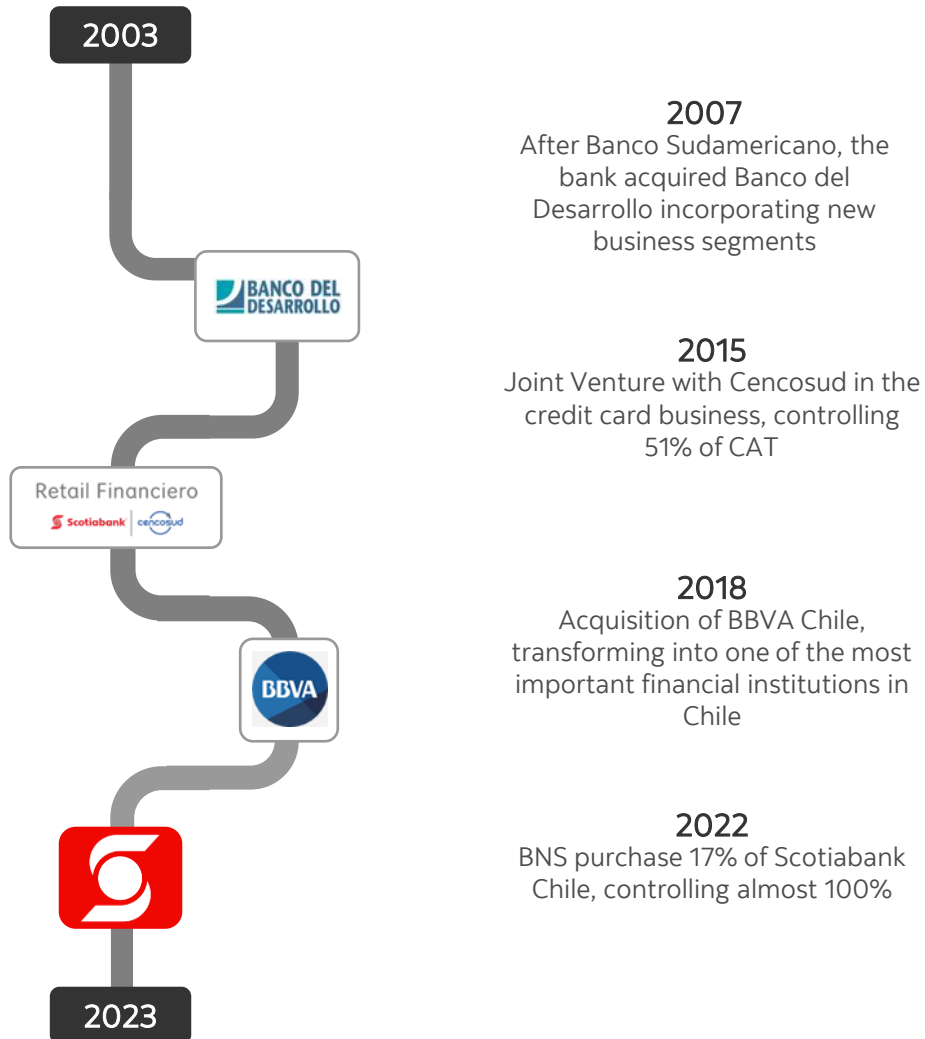 2003
2007
After Banco Sudamericano, the
bank acquired Banco del
Desarrollo incorporating new
business segments
BANCO DEL
DESARROLLO
2015
Joint Venture with Cencosud in the
credit card business, controlling
51% of CAT
Retail Financiero
Scotiabank cencosud
2018
Acquisition of BBVA Chile,
transforming into one of the most
important financial institutions in
Chile
BBVA
2022
BNS purchase 17% of Scotiabank
Chile, controlling almost 100%
2023